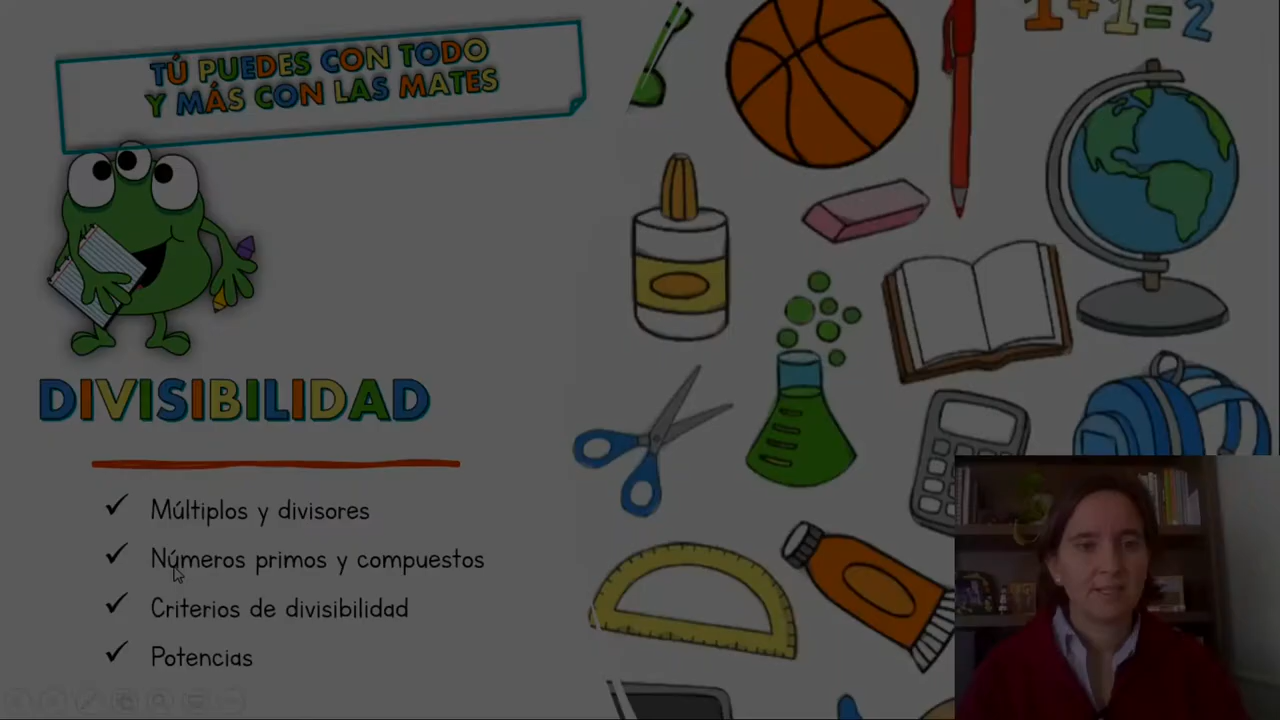 TÚ PUEDES CON TODO
Y MÁS CON LAS MATES
1+1=2
DIVISIBILIDAD
✓ Múltiplos y divisores
✓ Números primos y compuestos
✓ Criterios de divisibilidad
✓ Potencias